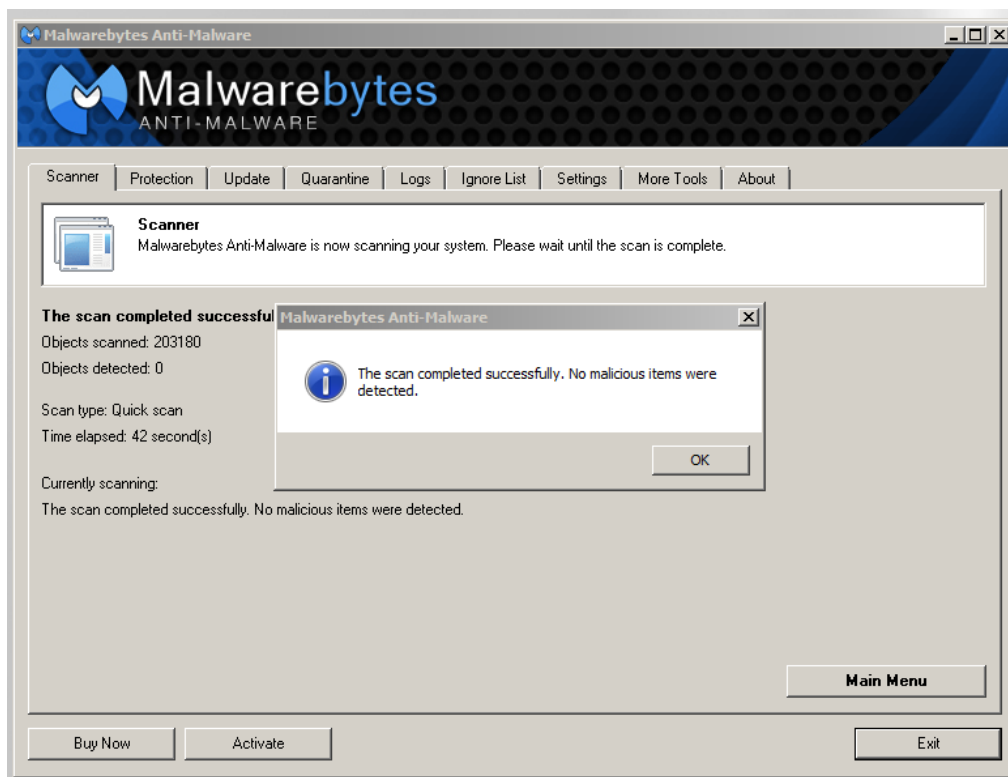 Malwarebytes Anti-Malware
Malwarebytes
ANTI-MALWARE
Scanner Protection Update Quarantine Logs Ignore List Settings More Tools About
Scanner
Malwarebytes Anti-Malware is now scanning your system. Please wait until the scan is complete.
The scan completed successful
Objects scanned: 203180
Objects detected: 0
Scan type: Quick scan
Time elapsed: 42 second(s)
Currently scanning:
The scan completed successfully. No malicious items were detected.
Malwarebytes Anti-Malware
The scan completed successfully. No malicious items were
detected.
OK
Main Menu
Buy Now Activate Exit